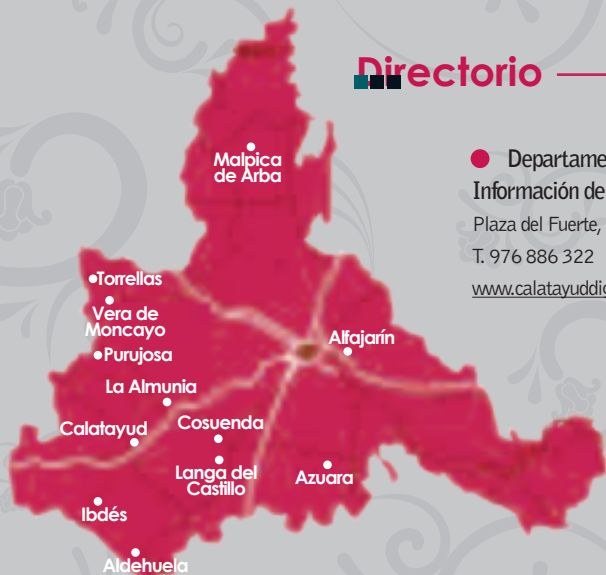 Directorio
Malpica
de Arba
Departame
Información de
Plaza del Fuerte,
T. 976 886 322
www.calatayuddic
Torrellas
Vera de
Moncayo
Purujosa
Alfajarín
La Almunia
Calatayud
Cosuenda
Langa del
Castillo
Azuara
Ibdés
Aldehuela